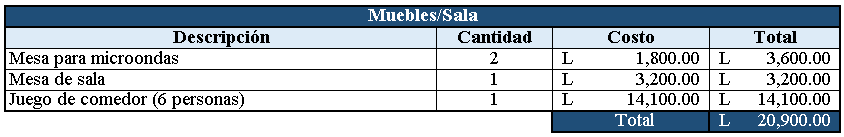 Muebles/Sala
Descripción Cantidad Costo Total
Mesa para microondas 2 L 1,800.00 L 3,600.00
Mesa de sala 1 L 3,200.00 L 3,200.00
Juego de comedor (6 personas) 1 L 14,100.00 L 14,100.00
Total L 20,900.00